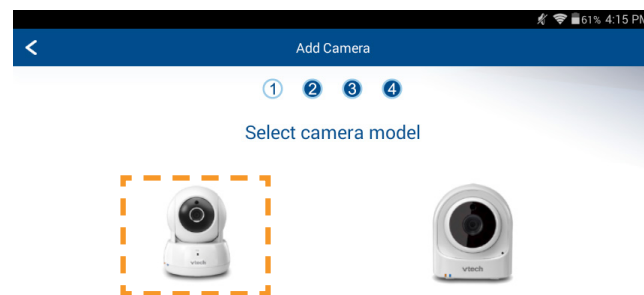 61% 4:15 PM
Add Camera
1 2 3 4
Select camera model
vtech
vtech